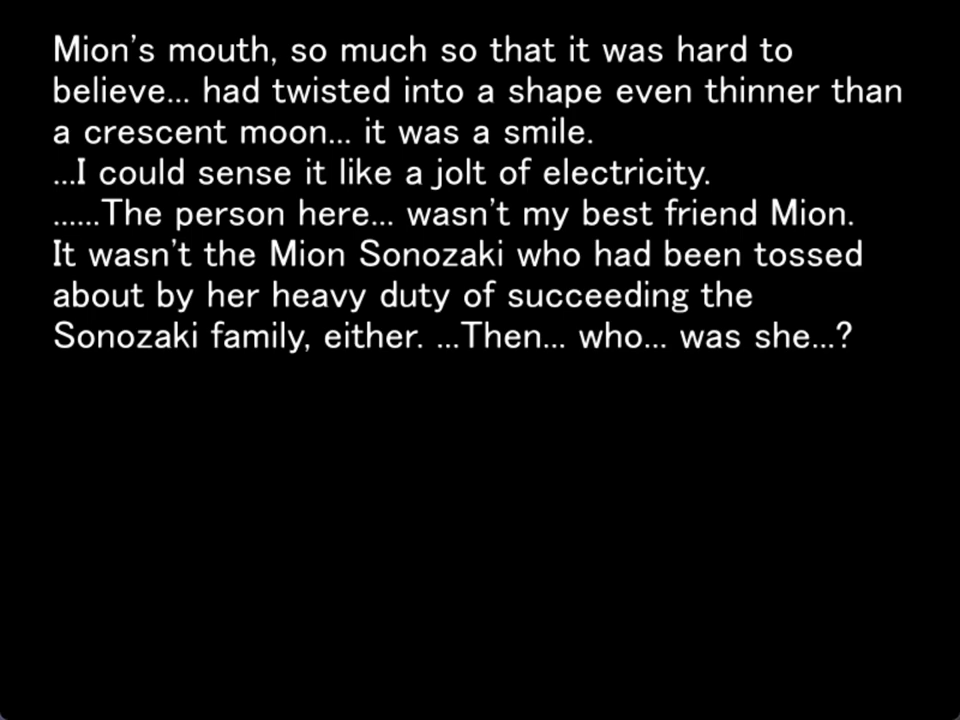 Mion's mouth, so much so that it was hard to
believe... had twisted into a shape even thinner than
a crescent moon... it was a smile.
...I could sense it like a jolt of electricity.
......The person here... wasn't my best friend Mion.
It wasn't the Mion Sonozaki who had been tossed
about by her heavy duty of succeeding the
Sonozaki family, either. ...Then... who... was she...?